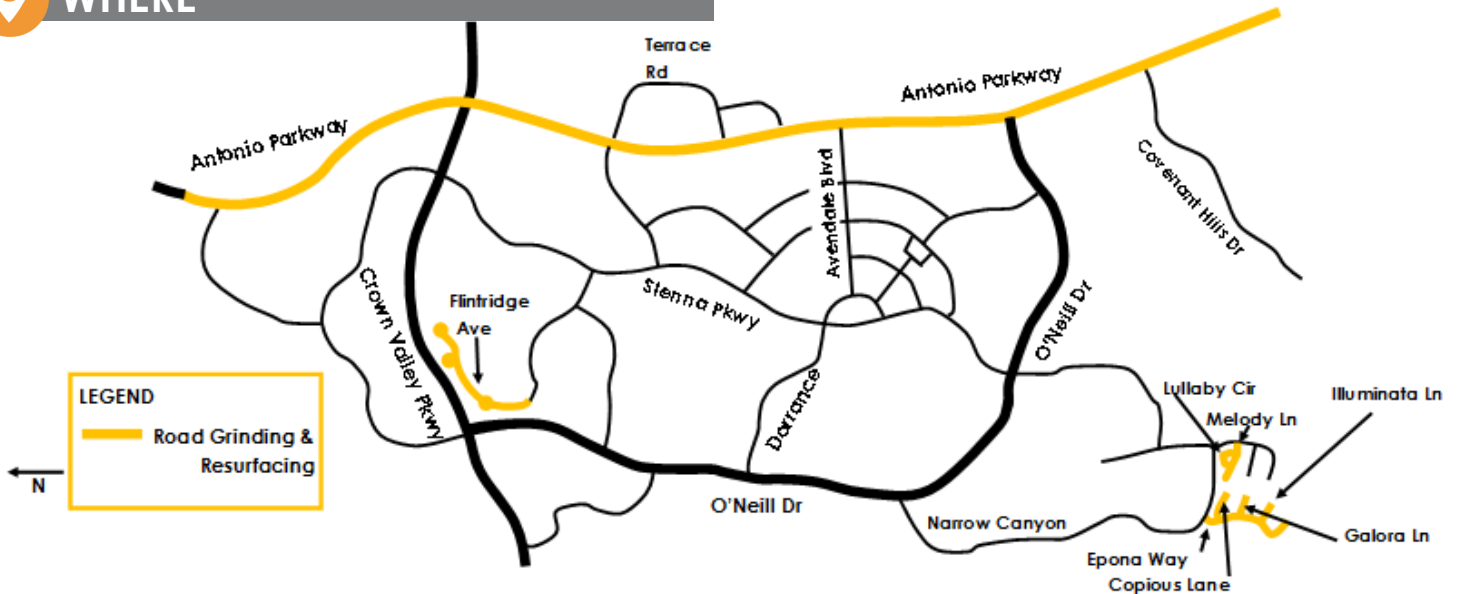 WHERE
Terrace
Rd
Antonio Parkway
Antonio Parkway
Avendale Blvd
Covenant Hills Dr
Crown Valley Pkwy
Flintridge
Ave
Sienna Pkwy
O'Neill Dr
Dorrance
LEGEND
Road Grinding &
Resurfacing
N
Lullaby Cir
Melody Ln
Illuminata Ln
O'Neill Dr
Narrow Canyon
Galora Ln
Epona Way
Copious Lane